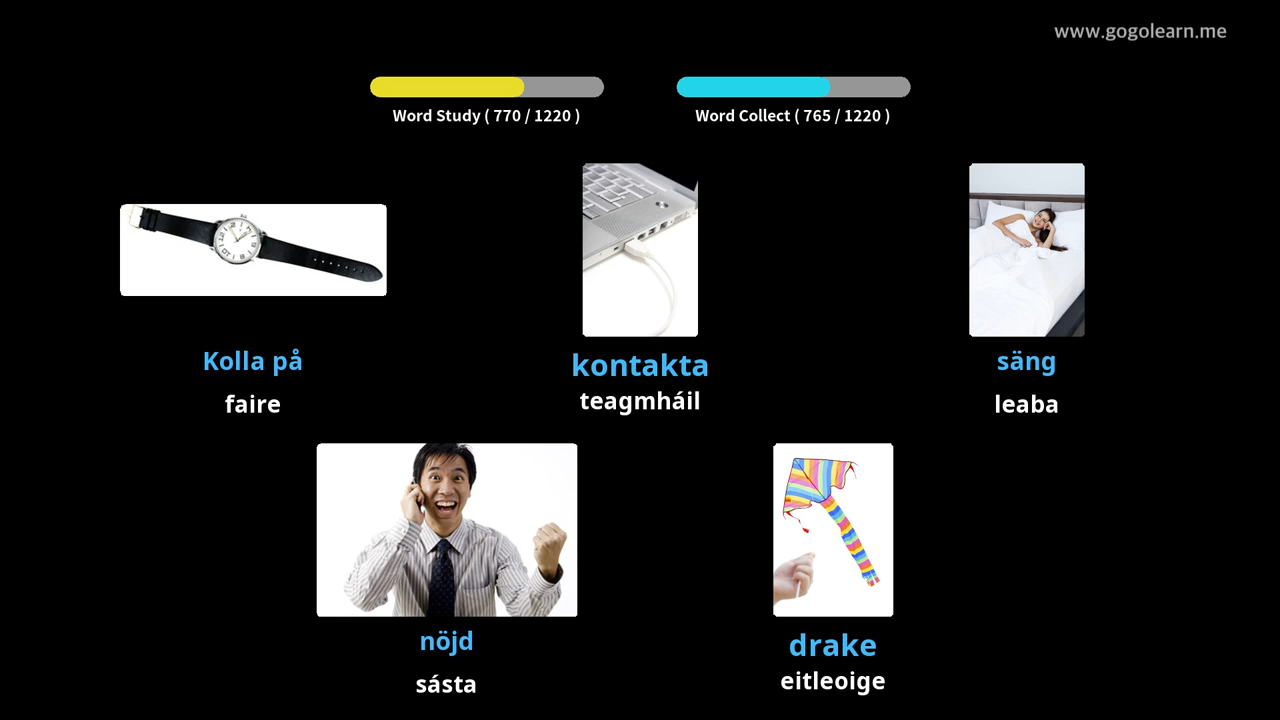 www.gogolearn.me
Word Study ( 770 / 1220 )
Word Collect ( 765 / 1220 )
Kolla på
faire
kontakta
teagmháil
säng
leaba
nöjd
sásta
drake
eitleoige